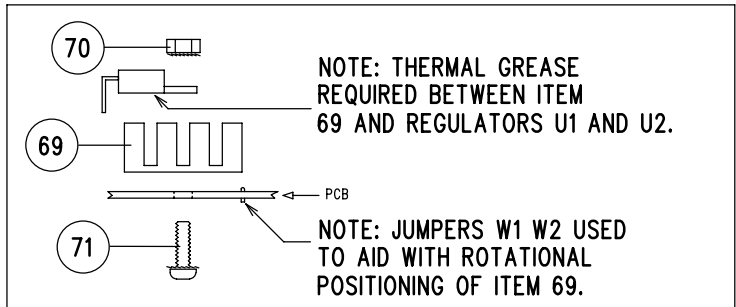 70
NOTE: THERMAL GREASE
REQUIRED BETWEEN ITEM
69 AND REGULATORS U1 AND U2.
69
PCB
71
NOTE: JUMPERS W1 W2 USED
TO AID WITH ROTATIONAL
POSITIONING OF ITEM 69.